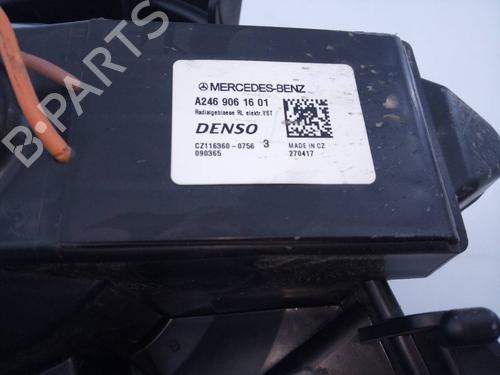 B-PARTS
MERCEDES-BENZ
A246 906 16 01
Radialgeblaese RL elektr.VST
DENSO
CZ116360-0756 3 MADE IN CZ
090365 270417